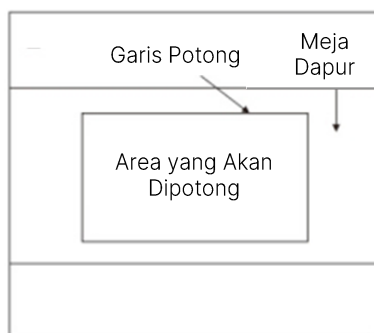 Garis Potong
Meja
Dapur
Area yang Akan
Dipotong